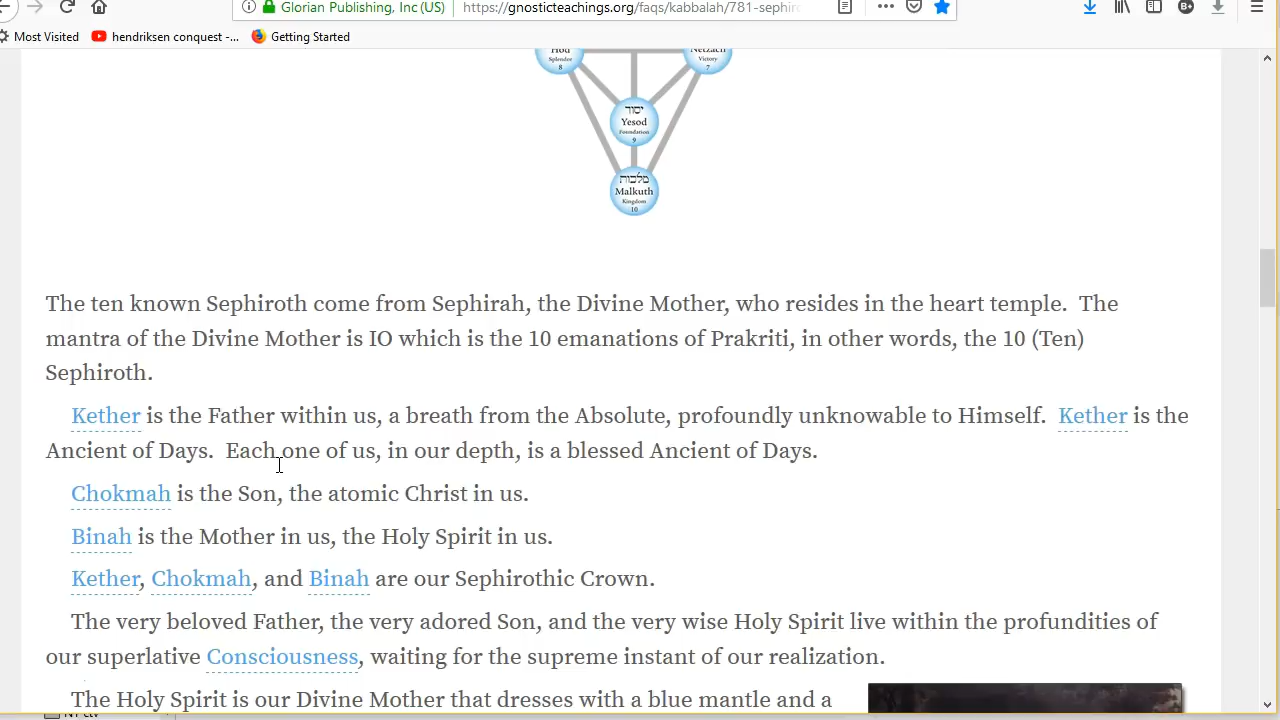 Glorian Publishing, Inc (US)
https://gnosticteachings.org/faqs/kabbalah/781-sephir
Most Visited
hendriksen conquest -...
Getting Started
Hod
Splendor
8
Netzach
Victory
7
יסוד
Yesod
Foundation
9
מלכות
Malkuth
Kingdom
10
The ten known Sephiroth come from Sephirah, the Divine Mother, who resides in the heart temple. The
mantra of the Divine Mother is IO which is the 10 emanations of Prakriti, in other words, the 10 (Ten)
Sephiroth.
Kether is the Father within us, a breath from the Absolute, profoundly unknowable to Himself. Kether is the
Ancient of Days. Each one of us, in our depth, is a blessed Ancient of Days.
Chokmah is the Son, the atomic Christ in us.
Binah is the Mother in us, the Holy Spirit in us.
Kether, Chokmah, and Binah are our Sephirothic Crown.
The very beloved Father, the very adored Son, and the very wise Holy Spirit live within the profundities of
our superlative Consciousness, waiting for the supreme instant of our realization.
The Holy Spirit is our Divine Mother that dresses with a blue mantle and a